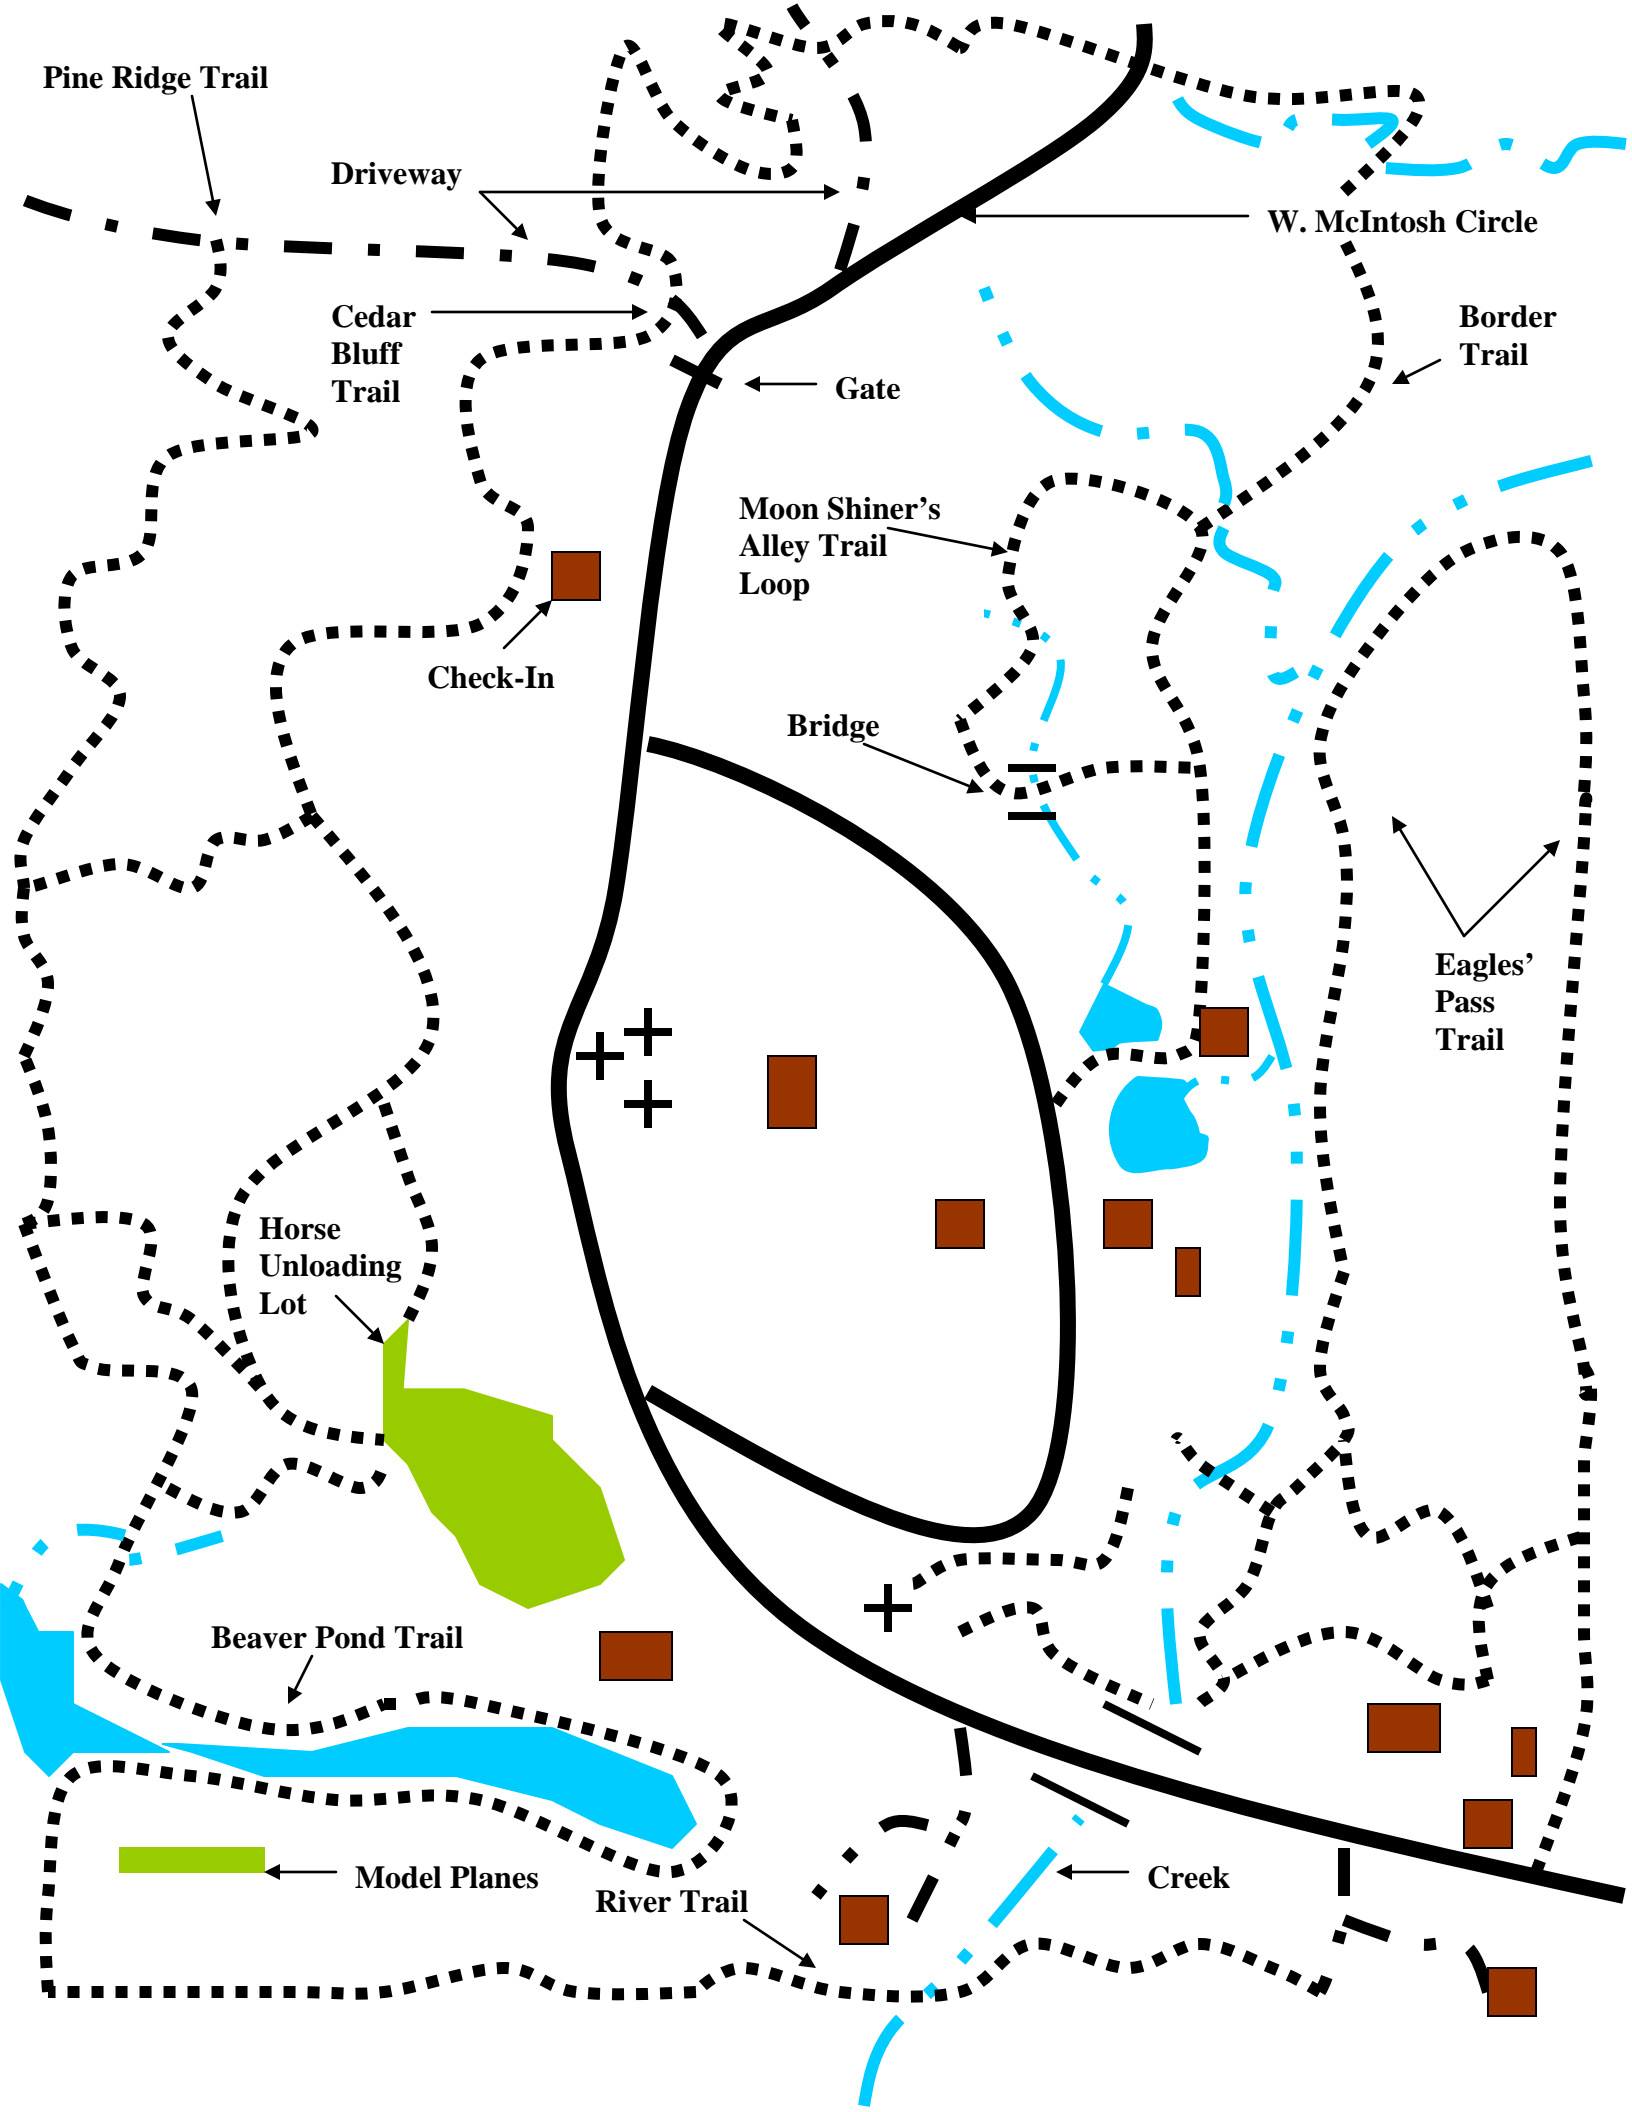 Pine Ridge Trail
Driveway
W. McIntosh Circle
Cedar
Bluff
Trail
Border
Trail
Gate
Moon Shiner's
Alley Trail
Loop
Check-In
Bridge
Eagles'
Pass
Trail
Horse
Unloading
Lot
Beaver Pond Trail
Model Planes
River Trail
Creek